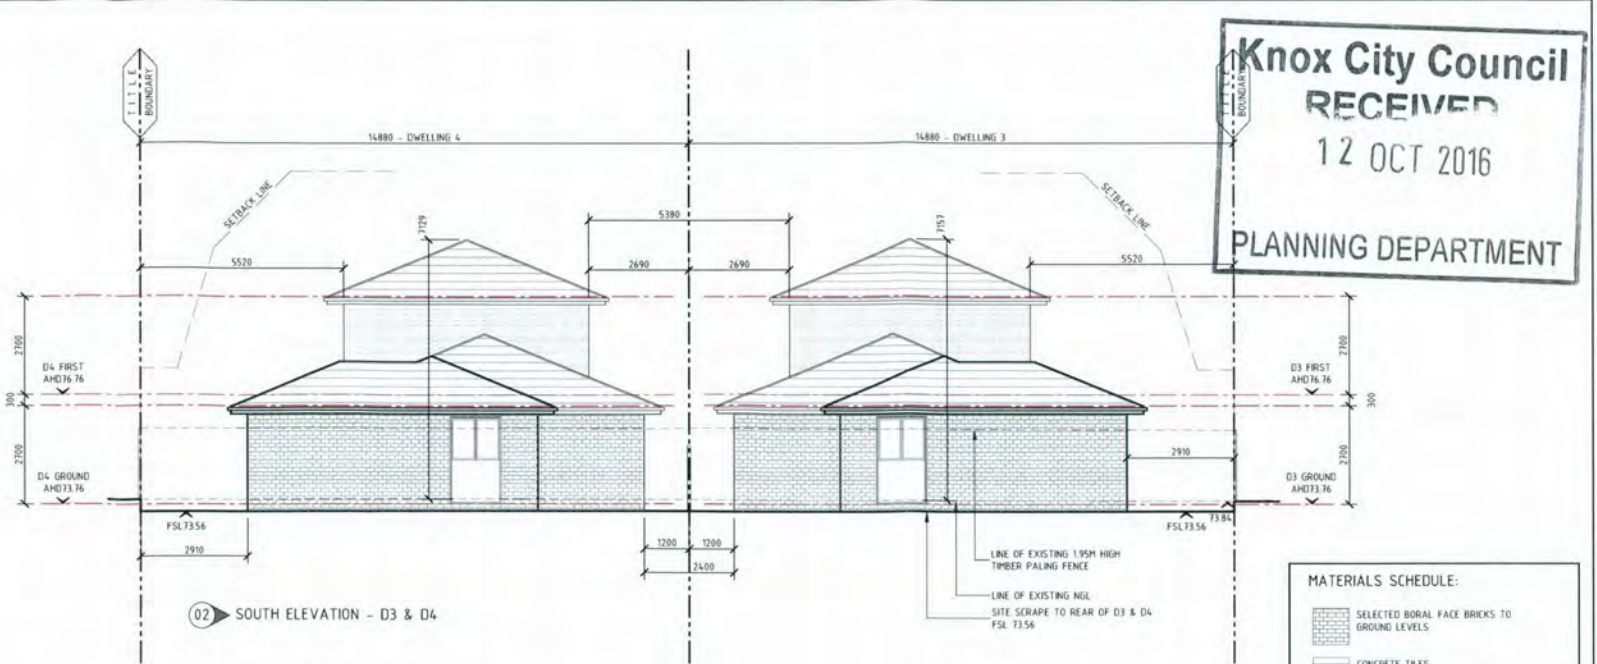 Knox City Council
RECEIVED
12 OCT 2016
PLANNING DEPARTMENT
TITLE
BOUNDARY
TITLE
BOUNDARY
14880 - DWELLING 4
14880 - DWELLING 3
SETBACK LINE
SETBACK LINE
7129
5380
7157
5520
2690
2690
5520
2700
2700
D4 FIRST
AHD76.76
D3 FIRST
AHD76.76
300
300
2700
2700
2910
D4 GROUND
AHD73.76
D3 GROUND
AHD73.76
FSL73.56
73.84
FSL73.56
2910
1200
1200
2400
LINE OF EXISTING 1.95M HIGH
TIMBER PALING FENCE
LINE OF EXISTING NGL
SITE SCRAPE TO REAR OF D3 & D4
FSL 73.56
02 SOUTH ELEVATION - D3 & D4
MATERIALS SCHEDULE:
SELECTED BORAL FACE BRICKS TO
GROUND LEVELS
CONCRETE TILES